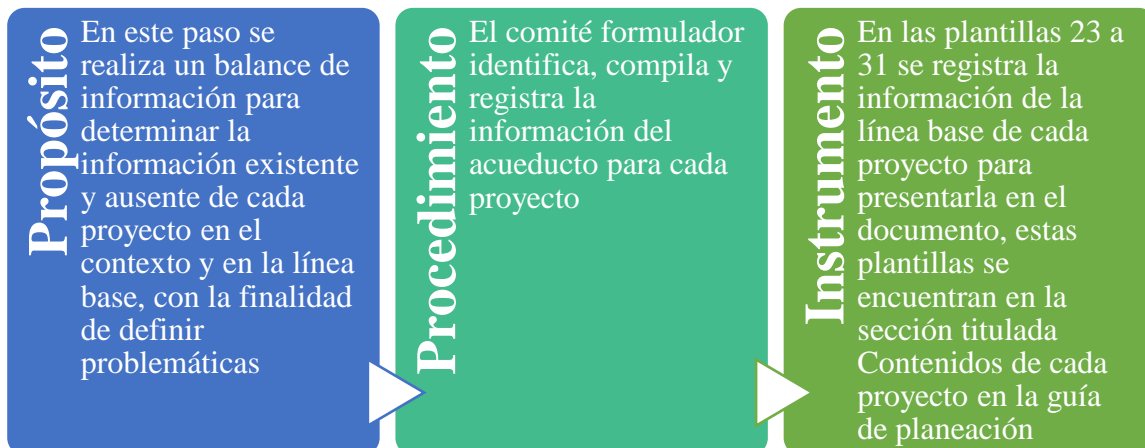 Propósito
En este paso se
realiza un balance de
información para
determinar la
información existente
y ausente de cada
proyecto en el
contexto y en la línea
base, con la finalidad
de definir
problemáticas
Procedimiento
El comité formulador
identifica, compila y
registra la
información del
acueducto para cada
proyecto
Instrumento
En las plantillas 23 a
31 se registra la
información de la
línea base de cada
proyecto para
presentarla en el
documento, estas
plantillas se
encuentran en la
sección titulada
Contenidos de cada
proyecto en la guía
de planeación